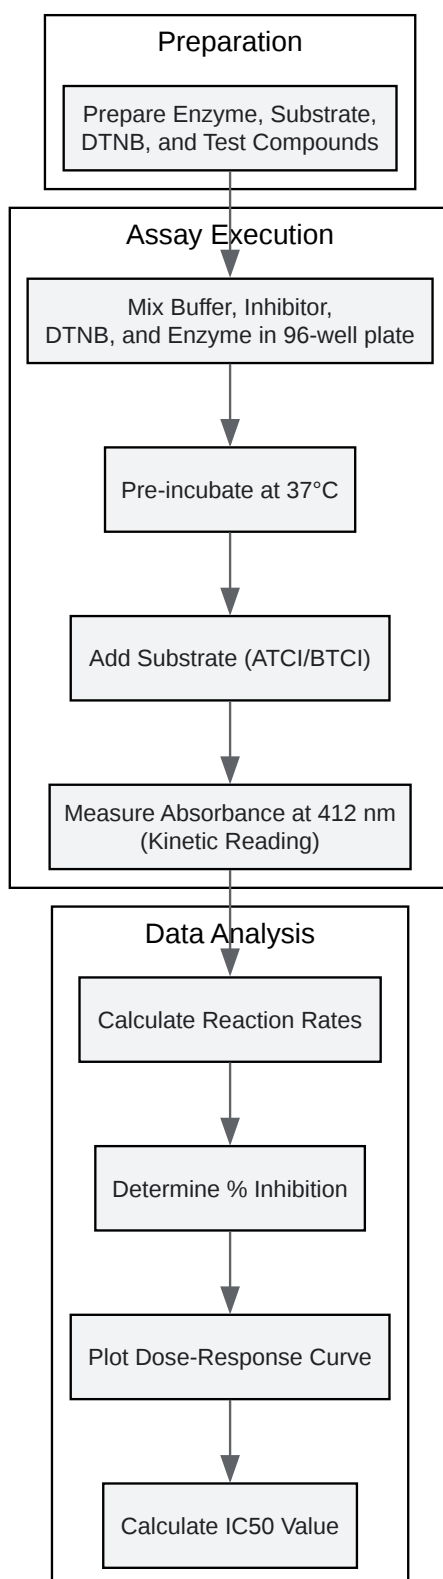 Preparation
Prepare Enzyme, Substrate,
DTNB, and Test Compounds
Assay Execution
Mix Buffer, Inhibitor,
DTNB, and Enzyme in 96-well plate
Pre-incubate at 37°C
Add Substrate (ATCI/BTCI)
Measure Absorbance at 412 nm
(Kinetic Reading)
Data Analysis
Calculate Reaction Rates
Determine % Inhibition
Plot Dose-Response Curve
Calculate IC50 Value